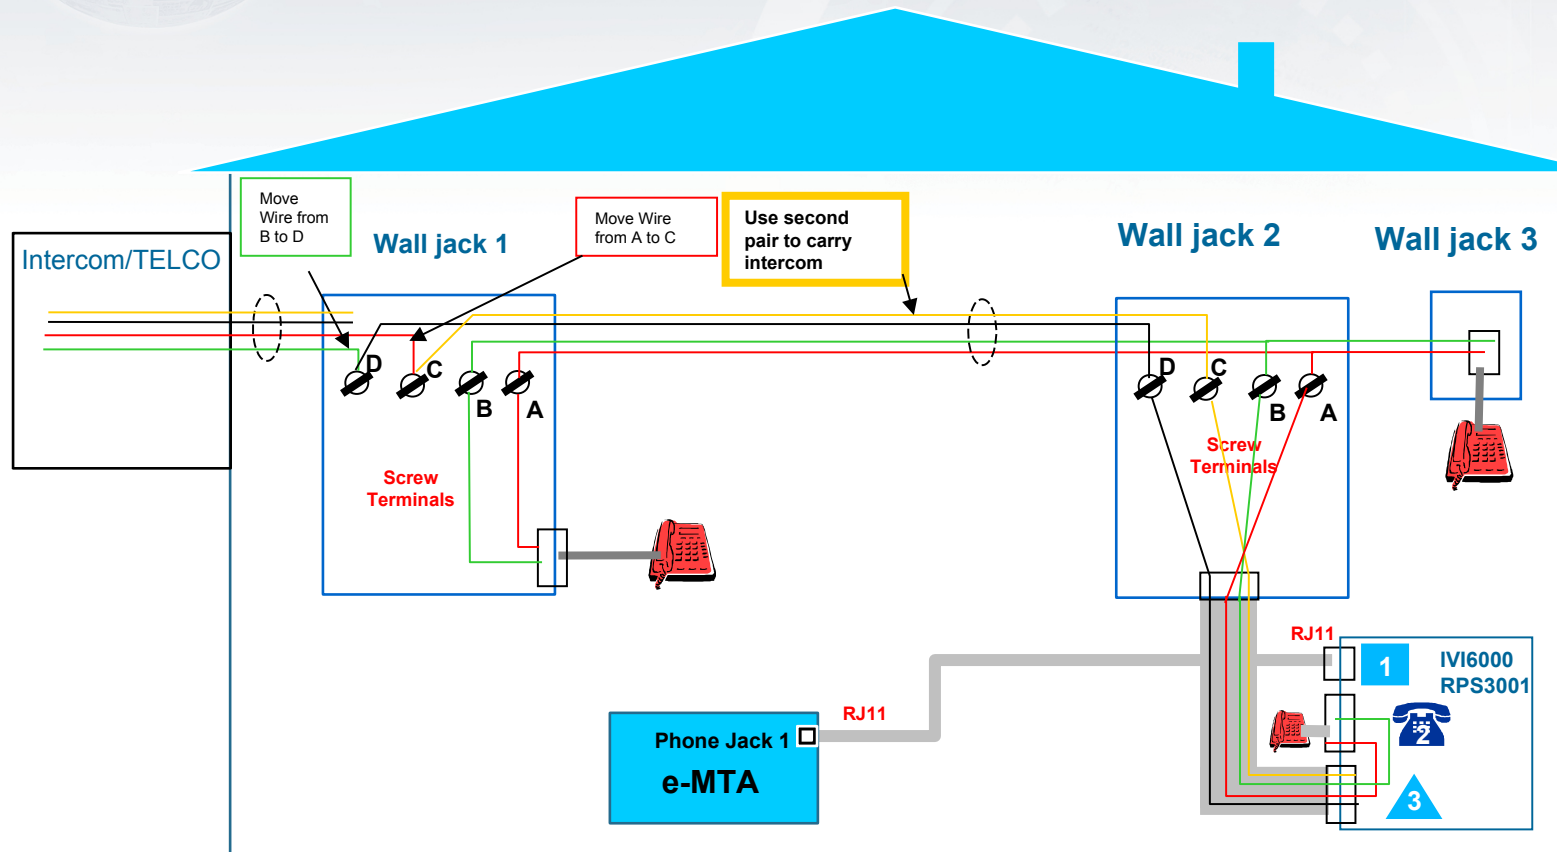 Move
Wire from
B to D
Wall jack 1
Move Wire
from A to C
Use second
pair to carry
intercom
Wall jack 2
Wall jack 3
Intercom/TELCO
D
C
B
A
Screw
Terminals
D
C
B
A
Screw
Terminals
RJ11
1
IVI6000
RPS3001
RJ11
Phone Jack 1
e-MTA
2
3